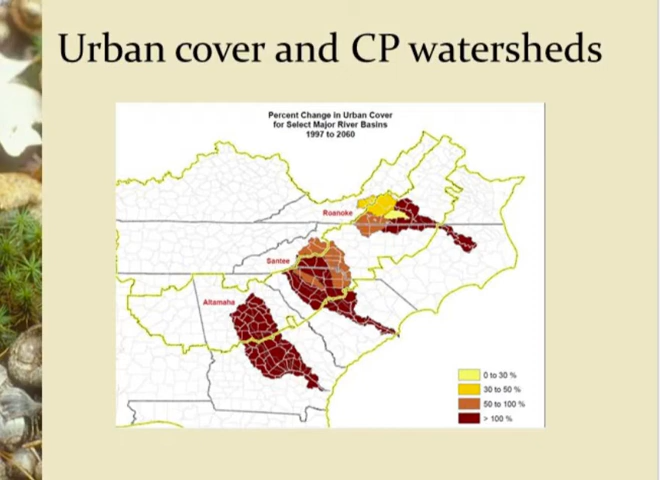 Urban cover and CP watersheds
Percent Change in Urban Cover
for Select Major River Basins
1997 to 2060
Roanoke
Santee
Altamaha
0 to 30 %
30 to 50 %
50 to 100 %
> 100 %